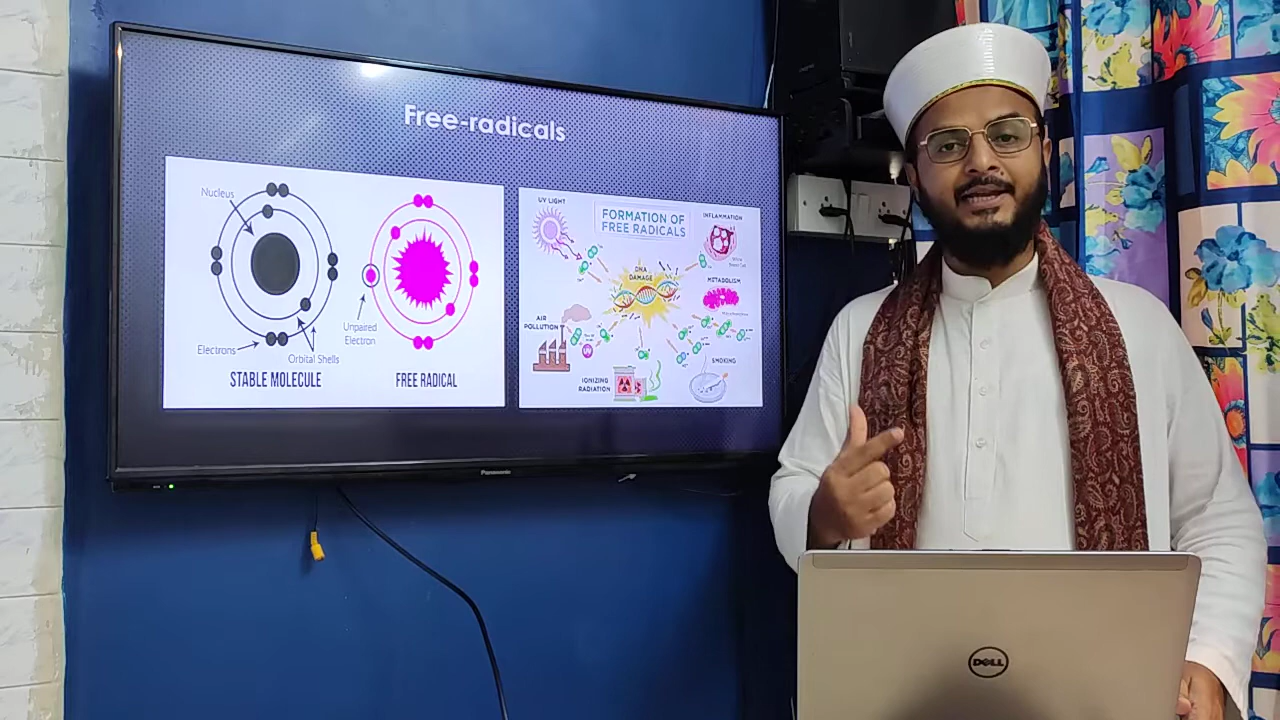 Free-radicals
Nucleus
Electrons
Orbital Shells
STABLE MOLECULE
Unpaired
Electron
FREE RADICAL
UV LIGHT
FORMATION OF
FREE RADICALS
INFLAMMATION
DNA
DAMAGE
METABOLISM
AIR
POLLUTION
IONIZING
RADIATION
SMOKING
Panasonic
DELL